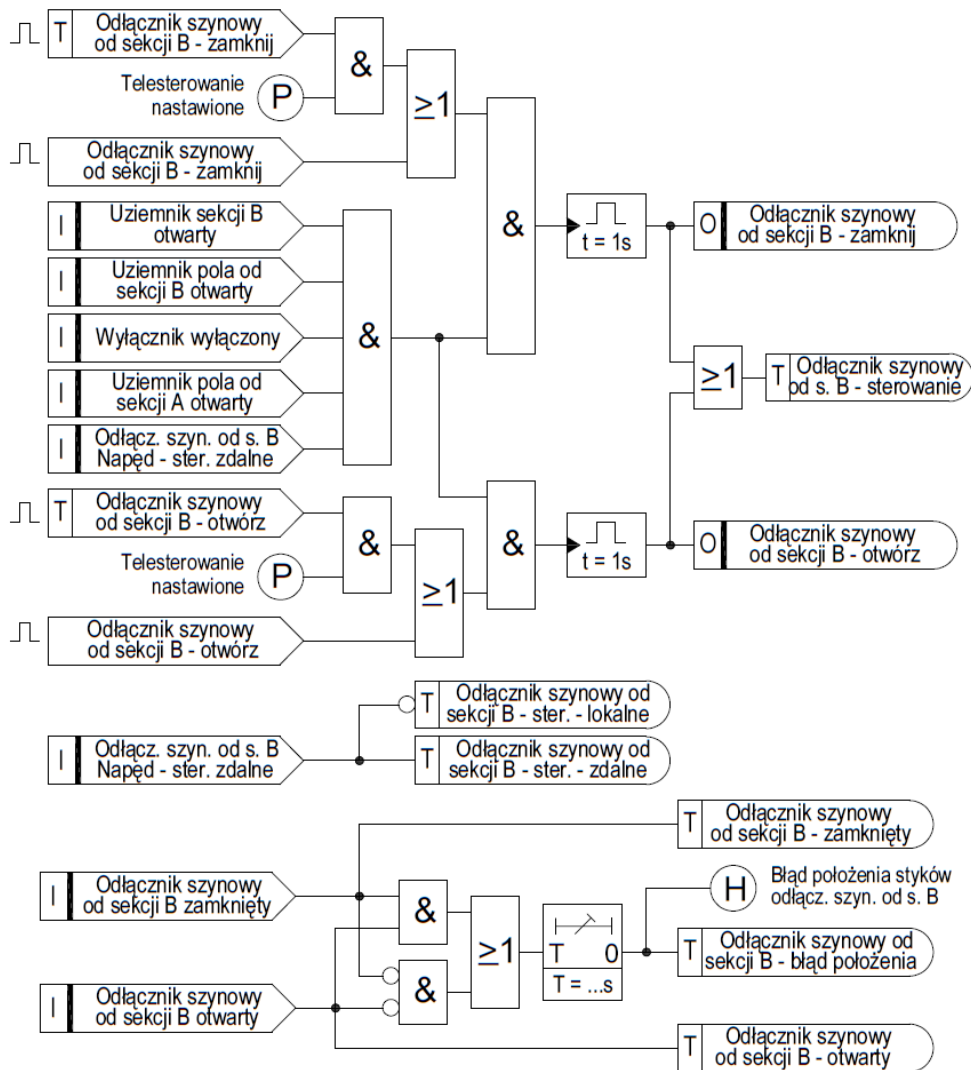 T
Odłącznik szynowy
od sekcji B - zamknij
Telesterowanie
nastawione
P
&
≥1
Odłącznik szynowy
od sekcji B - zamknij
I
Uziemnik sekcji B
otwarty
I
Uziemnik pola od
sekcji B otwarty
I
Wyłącznik wyłączony
I
Uziemnik pola od
sekcji A otwarty
I
Odłącz. szyn. od s. B
Napęd - ster. zdalne
&
&
t = 1s
O
Odłącznik szynowy
od sekcji B - zamknij
≥1
T
Odłącznik szynowy
od s. B - sterowanie
T
Odłącznik szynowy
od sekcji B - otwórz
Telesterowanie
nastawione
P
&
≥1
&
t = 1s
O
Odłącznik szynowy
od sekcji B - otwórz
Odłącznik szynowy
od sekcji B - otwórz
T
Odłącznik szynowy od
sekcji B - ster. - lokalne
I
Odłącz. szyn. od s. B
Napęd - ster. zdalne
T
Odłącznik szynowy od
sekcji B - ster. - zdalne
T
Odłącznik szynowy
od sekcji B - zamknięty
I
Odłącznik szynowy
od sekcji B zamknięty
&
≥1
T 0
T = ...s
H
Błąd położenia styków
odłącz. szyn. od s. B
T
Odłącznik szynowy od
sekcji B - błąd położenia
&
I
Odłącznik szynowy
od sekcji B otwarty
T
Odłącznik szynowy
od sekcji B - otwarty